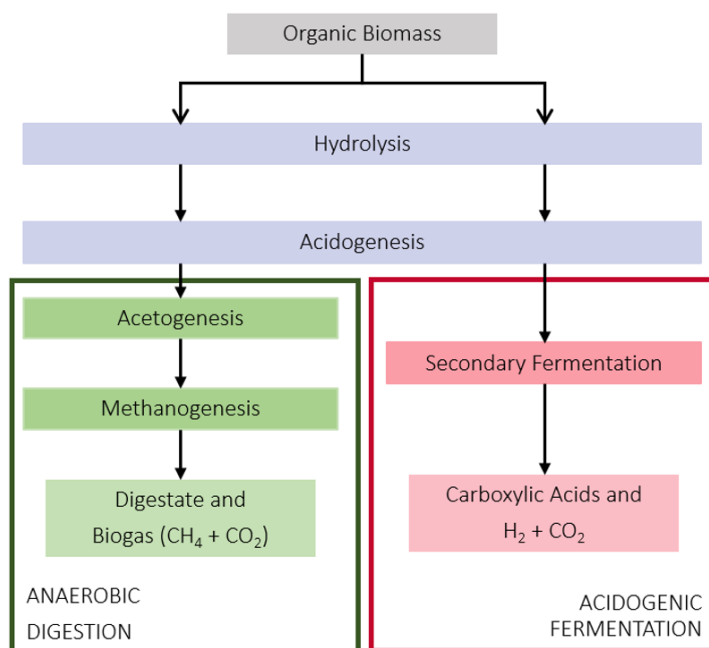 Organic Biomass
Hydrolysis
Acidogenesis
Acetogenesis
Methanogenesis
Digestate and
Biogas (CH₄ + CO₂)
ANAEROBIC
DIGESTION
Secondary Fermentation
Carboxylic Acids and
H₂ + CO₂
ACIDOGENIC
FERMENTATION